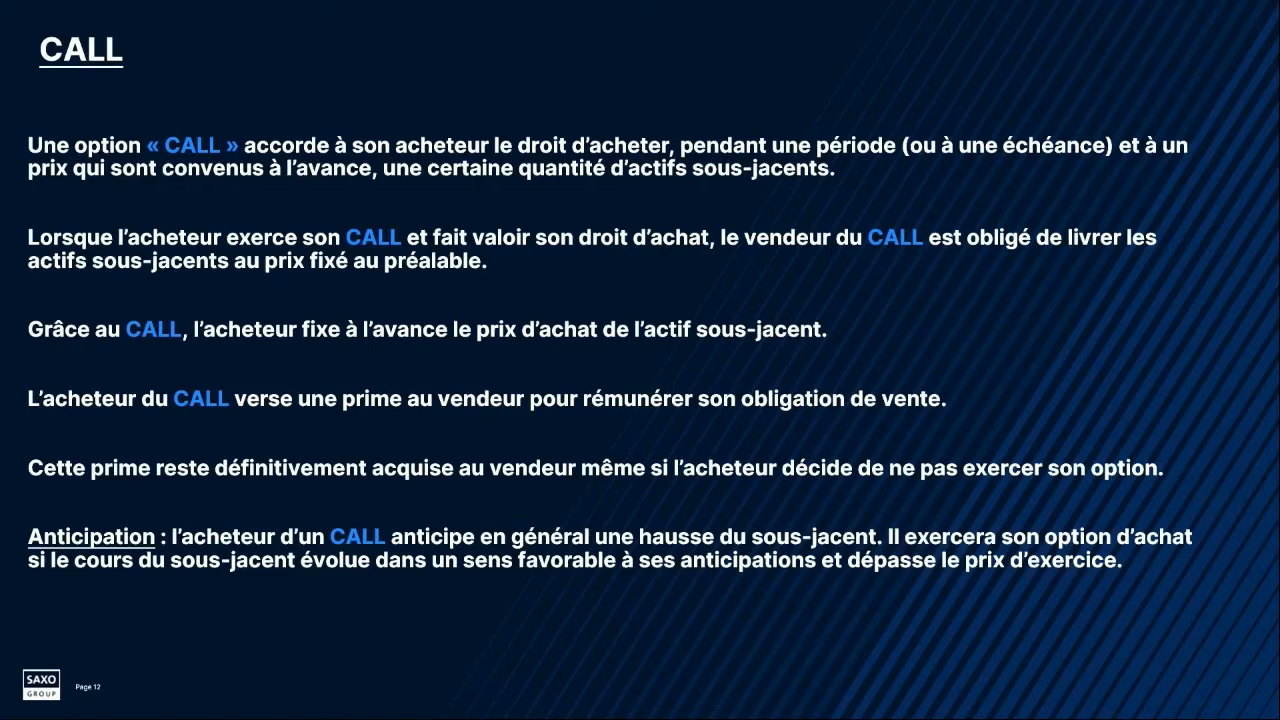 CALL
Une option « CALL » accorde à son acheteur le droit d’acheter, pendant une période (ou à une échéance) et à un
prix qui sont convenus à l’avance, une certaine quantité d’actifs sous-jacents.
Lorsque l’acheteur exerce son CALL et fait valoir son droit d’achat, le vendeur du CALL est obligé de livrer les
actifs sous-jacents au prix fixé au préalable.
Grâce au CALL, l’acheteur fixe à l’avance le prix d’achat de l’actif sous-jacent.
L’acheteur du CALL verse une prime au vendeur pour rémunérer son obligation de vente.
Cette prime reste définitivement acquise au vendeur même si l’acheteur décide de ne pas exercer son option.
Anticipation : l’acheteur d’un CALL anticipe en général une hausse du sous-jacent. Il exercera son option d’achat
si le cours du sous-jacent évolue dans un sens favorable à ses anticipations et dépasse le prix d’exercice.
SAXO
GROUP
Page 12